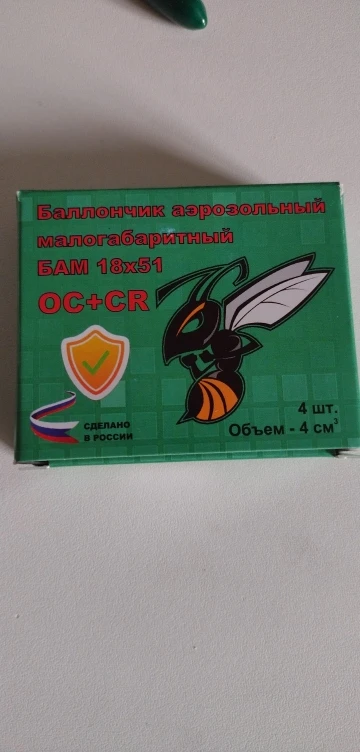 Баллончик аэрозольный
малогабаритный
БАМ 18х51
OC+CR
СДЕЛАНО
В РОССИИ
4 шт.
Объем - 4 см³